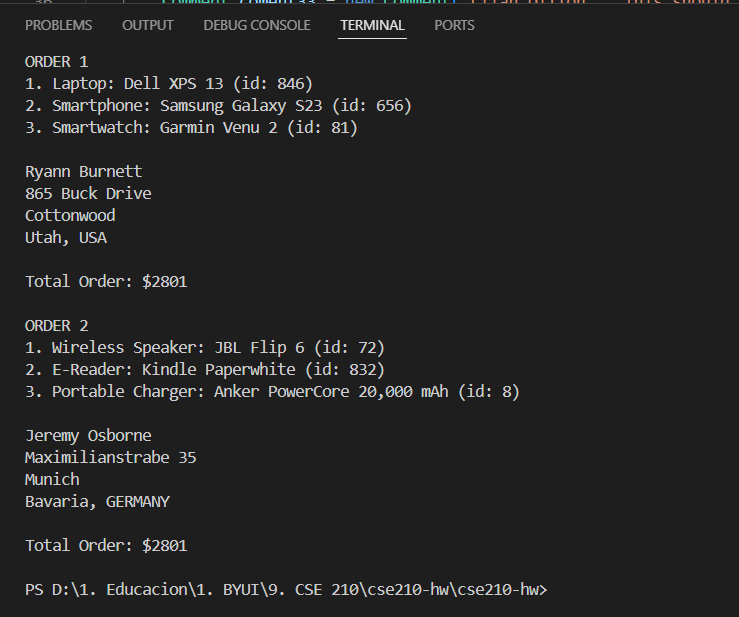 PROBLEMS OUTPUT DEBUG CONSOLE TERMINAL PORTS
ORDER 1
1. Laptop: Dell XPS 13 (id: 846)
2. Smartphone: Samsung Galaxy S23 (id: 656)
3. Smartwatch: Garmin Venu 2 (id: 81)
Ryann Burnett
865 Buck Drive
Cottonwood
Utah, USA
Total Order: $2801
ORDER 2
1. Wireless Speaker: JBL Flip 6 (id: 72)
2. E-Reader: Kindle Paperwhite (id: 832)
3. Portable Charger: Anker PowerCore 20,000 mAh (id: 8)
Jeremy Osborne
Maximilianstrabe 35
Munich
Bavaria, GERMANY
Total Order: $2801
PS D:\1. Educacion\1. BYUI\9. CSE 210\cse210-hw\cse210-hw>